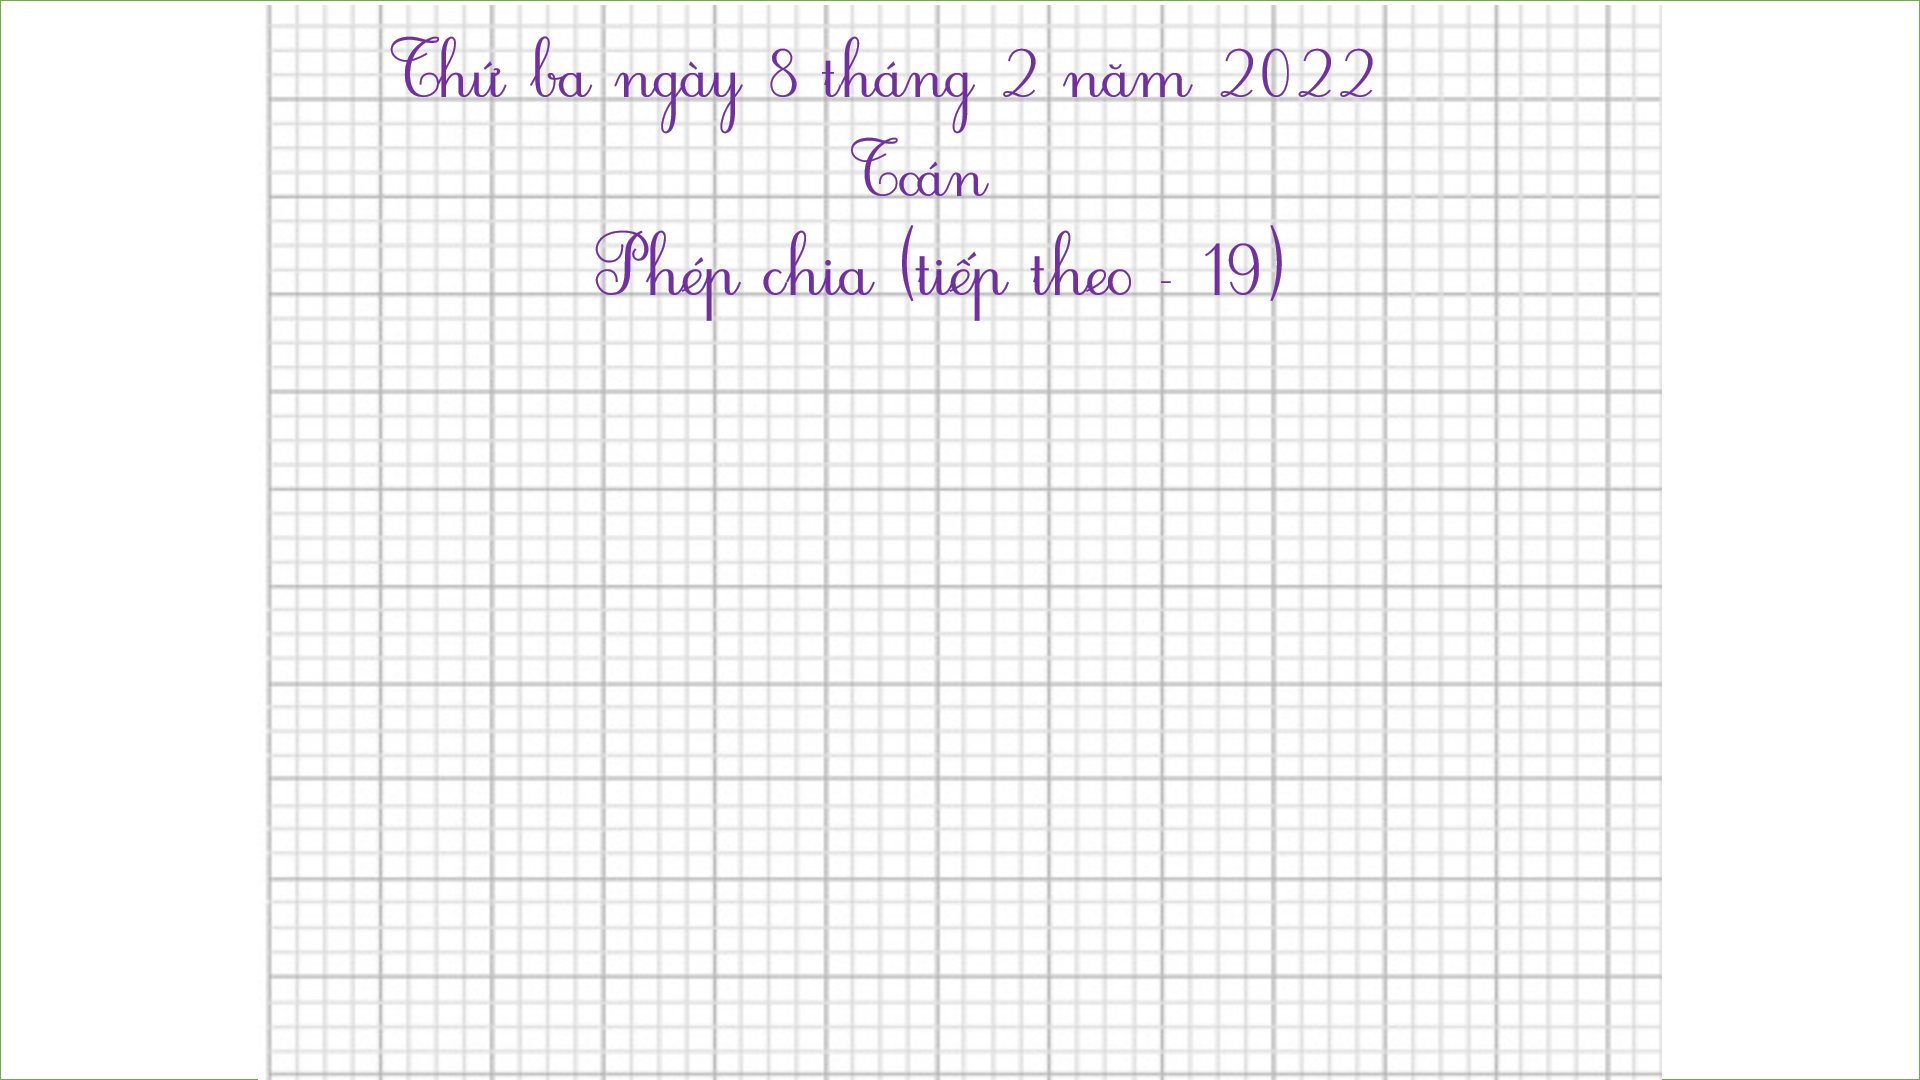 Thứ ba ngày 8 tháng 2 năm 2022
Toán
Phép chia (tiếp theo - 19)